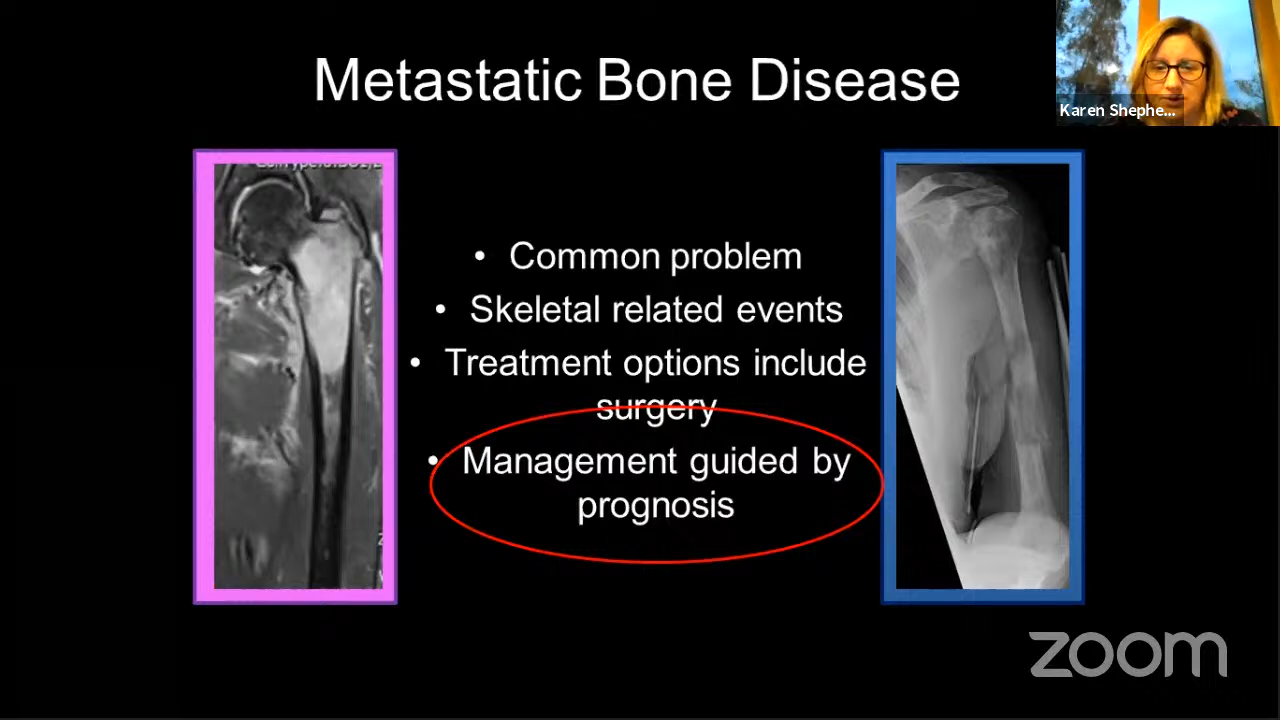 Metastatic Bone Disease
Karen Shephe...
• Common problem
• Skeletal related events
• Treatment options include
surgery
• Management guided by
prognosis
zoom